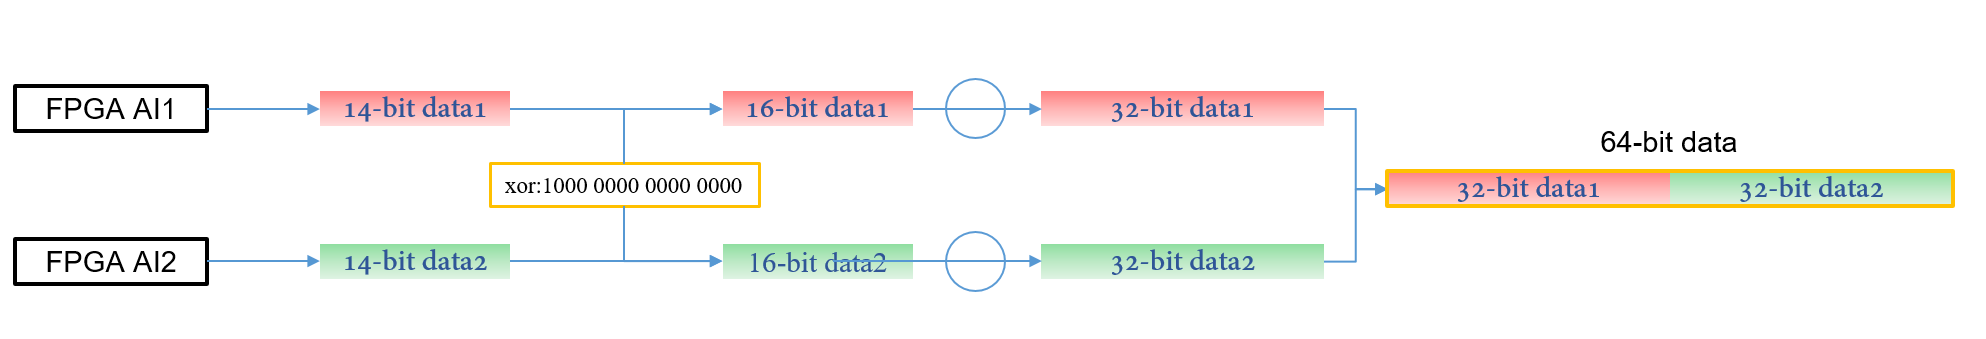 FPGA AI1
14-bit data1
16-bit data1
32-bit data1
64-bit data
xor:1000 0000 0000 0000
32-bit data1 32-bit data2
FPGA AI2
14-bit data2
16-bit data2
32-bit data2